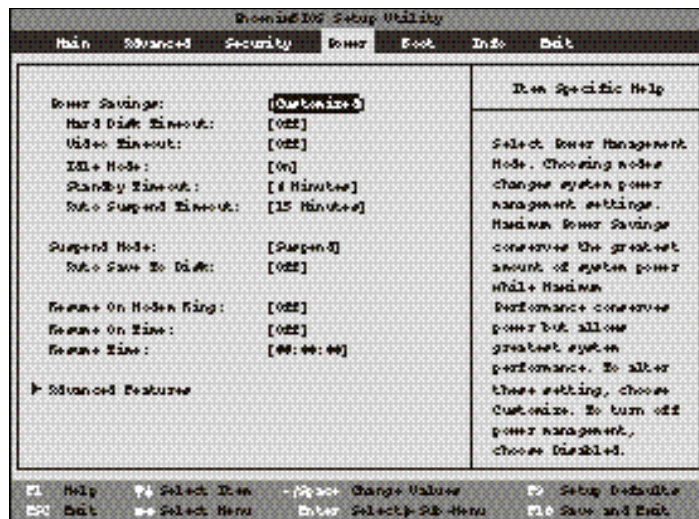 PhoenixBIOS Setup Utility
Main Advanced Security Power Boot Info Exit
Item Specific Help
Power Savings: [Customized]
Hard Disk Timeout: [Off]
Video Timeout: [Off]
Idle Mode: [On]
Standby Timeout: [ Minutes]
Auto Suspend Timeout: [15 Minutes]
Suspend Mode: [Suspend]
Auto Save To Disk: [Off]
Resume On Modem Ring: [Off]
Resume On Time: [Off]
Resume Time: [00:00:00]
Advanced Features
Select Power Management
Mode. Choosing modes
changes system power
management settings.
Maximum Power Savings
conserves the greatest
amount of system power
while Maximum
Performance conserves
power but allows
greatest system
performance. To alter
these setting, choose
Customize. To turn off
power management,
choose Disabled.
F1 Help ↑↓ Select Item -/Space Change Values F9 Setup Defaults
ESC Exit ←→ Select Menu Enter Select ▶ Sub-Menu F10 Save and Exit